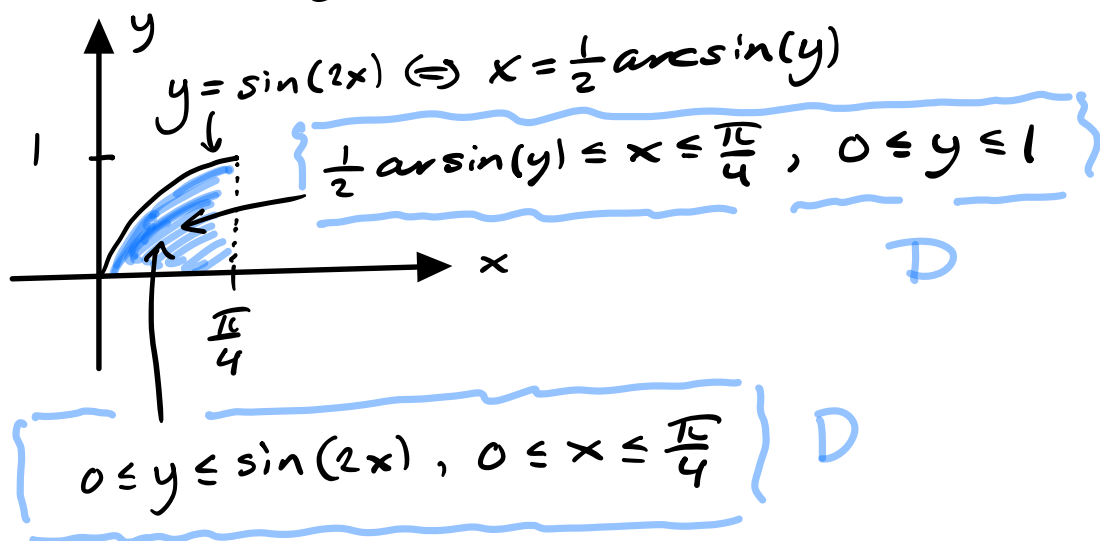 y
y = sin(2x) ⇔ x = 1/2 arcsin(y)
1
1/2 arsin(y) ≤ x ≤ π/4 , 0 ≤ y ≤ 1
D
x
π/4
0 ≤ y ≤ sin(2x) , 0 ≤ x ≤ π/4
D